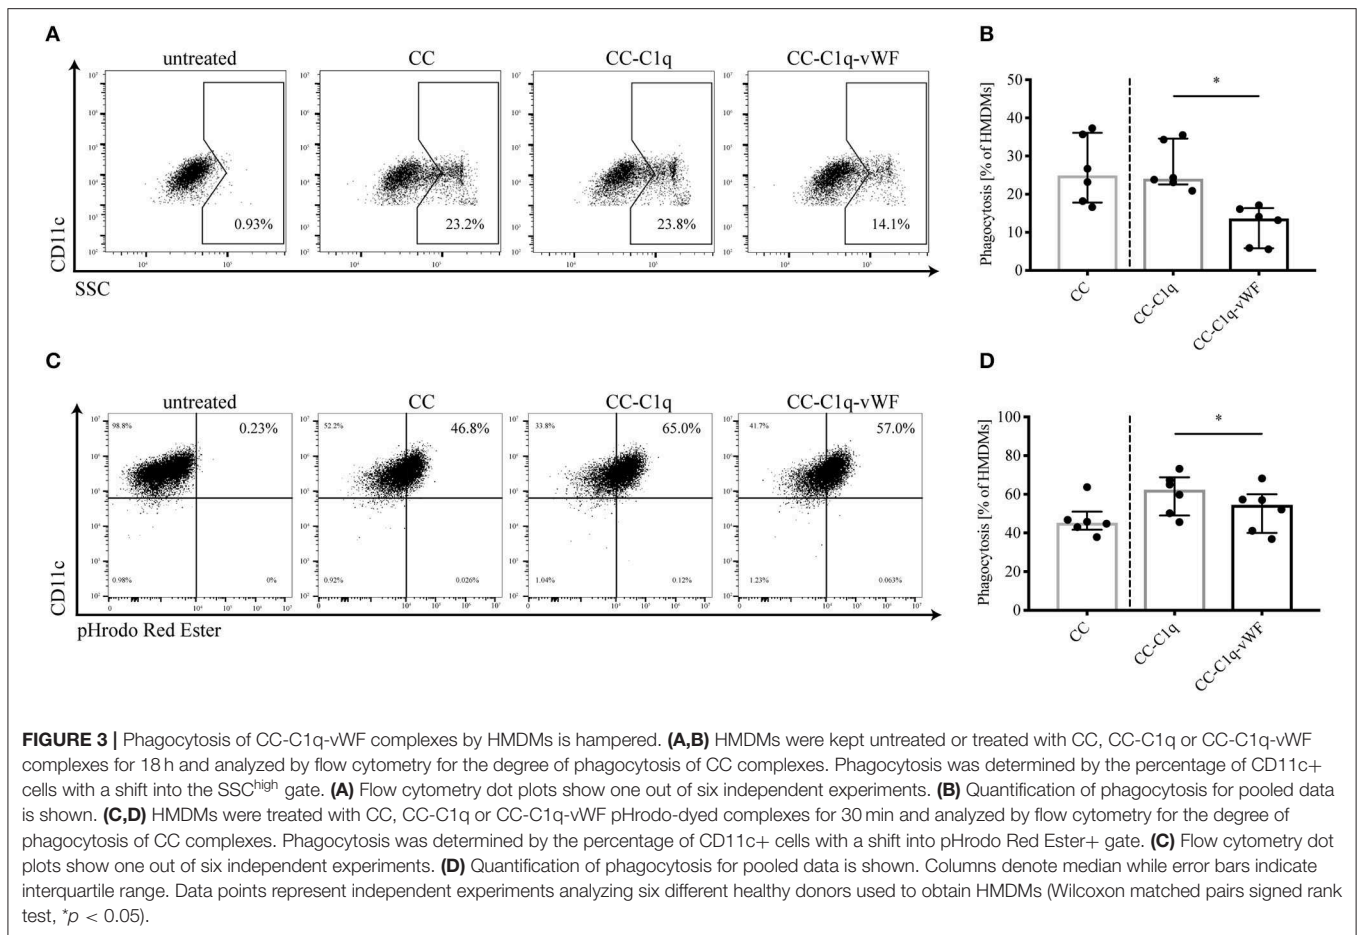 A
untreated
CC
CC-C1q
CC-C1q-vWF
0.93%
23.2%
23.8%
14.1%
CD11c
SSC
B
Phagocytosis [% of HMDMs]
50
40
30
20
10
0
*
CC
CC-C1q
CC-C1q-vWF
C
untreated
CC
CC-C1q
CC-C1q-vWF
98.8%
0.23%
52.2%
46.8%
33.8%
65.0%
41.7%
57.0%
0.98%
0%
0.92%
0.026%
1.04%
0.12%
1.23%
0.063%
CD11c
pHrodo Red Ester
D
Phagocytosis [% of HMDMs]
100
80
60
40
20
0
*
CC
CC-C1q
CC-C1q-vWF
FIGURE 3 | Phagocytosis of CC-C1q-vWF complexes by HMDMs is hampered. (A,B) HMDMs were kept untreated or treated with CC, CC-C1q or CC-C1q-vWF
complexes for 18 h and analyzed by flow cytometry for the degree of phagocytosis of CC complexes. Phagocytosis was determined by the percentage of CD11c+
cells with a shift into the SSC^high gate. (A) Flow cytometry dot plots show one out of six independent experiments. (B) Quantification of phagocytosis for pooled data
is shown. (C,D) HMDMs were treated with CC, CC-C1q or CC-C1q-vWF pHrodo-dyed complexes for 30 min and analyzed by flow cytometry for the degree of
phagocytosis of CC complexes. Phagocytosis was determined by the percentage of CD11c+ cells with a shift into pHrodo Red Ester+ gate. (C) Flow cytometry dot
plots show one out of six independent experiments. (D) Quantification of phagocytosis for pooled data is shown. Columns denote median while error bars indicate
interquartile range. Data points represent independent experiments analyzing six different healthy donors used to obtain HMDMs (Wilcoxon matched pairs signed rank
test, *p < 0.05).